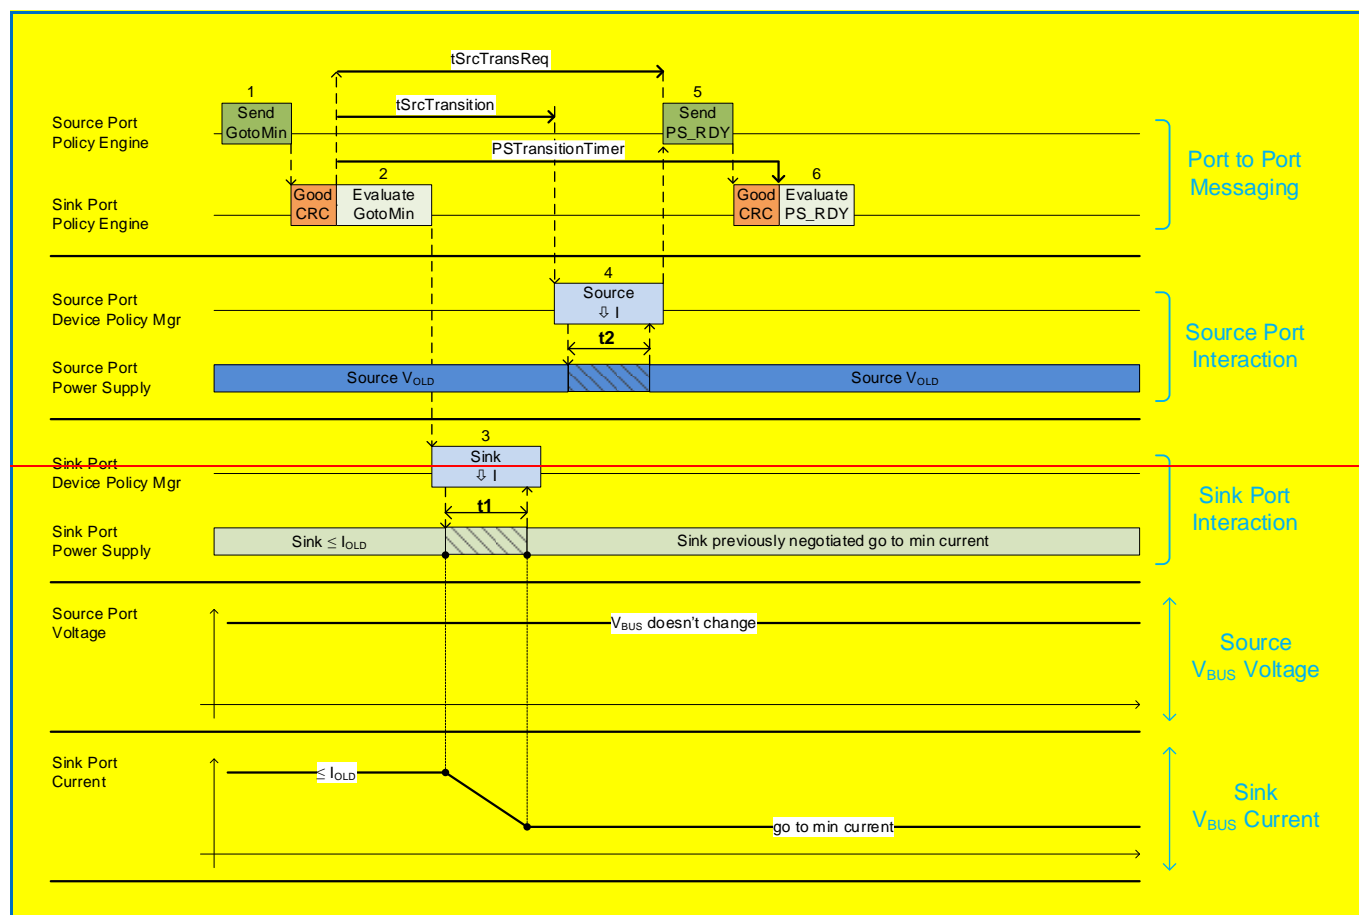 tSrcTransReq
1
5
Send
GotoMin
tSrcTransition
Send
PS_RDY
Source Port
Policy Engine
PSTransitionTimer
Port to Port
Messaging
2
6
Good
CRC
Evaluate
GotoMin
Good
CRC
Evaluate
PS_RDY
Sink Port
Policy Engine
4
Source Port
Device Policy Mgr
Source
⇩ I
t2
Source Port
Interaction
Source Port
Power Supply
Source VOLD
Source VOLD
3
Sink Port
Device Policy Mgr
Sink
⇩ I
t1
Sink Port
Interaction
Sink Port
Power Supply
Sink ≤ IOLD
Sink previously negotiated go to min current
Source Port
Voltage
VBUS doesn't change
Source
VBUS Voltage
Sink Port
Current
≤ IOLD
go to min current
Sink
VBUS Current